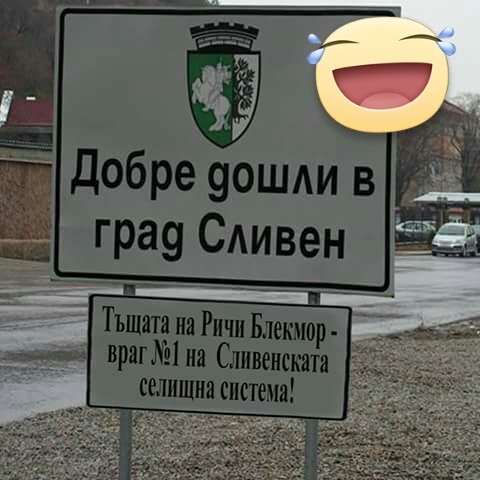 Добре дошли в
град Сливен
Тъщата на Ричи Блекмор -
враг №1 на Сливенската
селищна система!